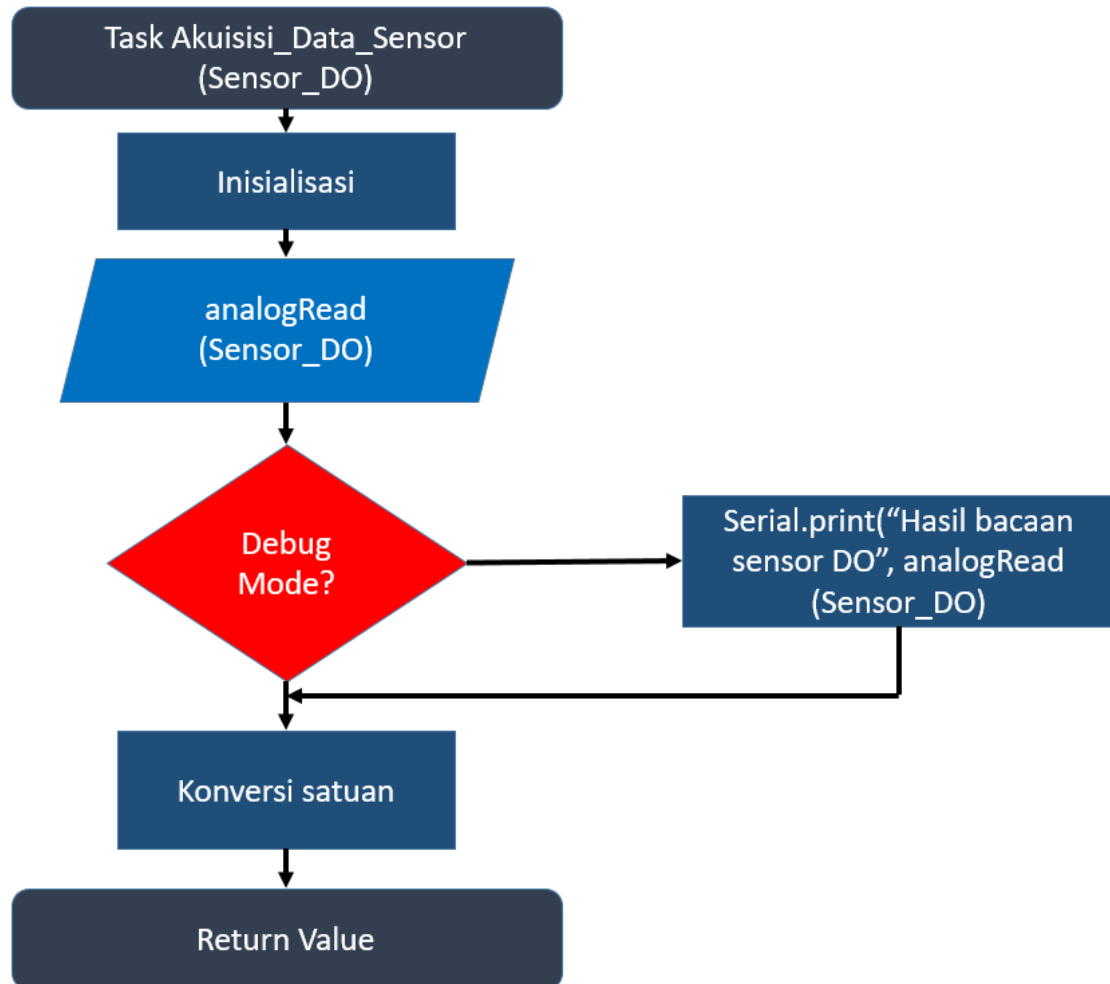 Task Akuisisi_Data_Sensor
(Sensor_DO)
Inisialisasi
analogRead
(Sensor_DO)
Debug
Mode?
Serial.print(“Hasil bacaan
sensor DO”, analogRead
(Sensor_DO)
Konversi satuan
Return Value